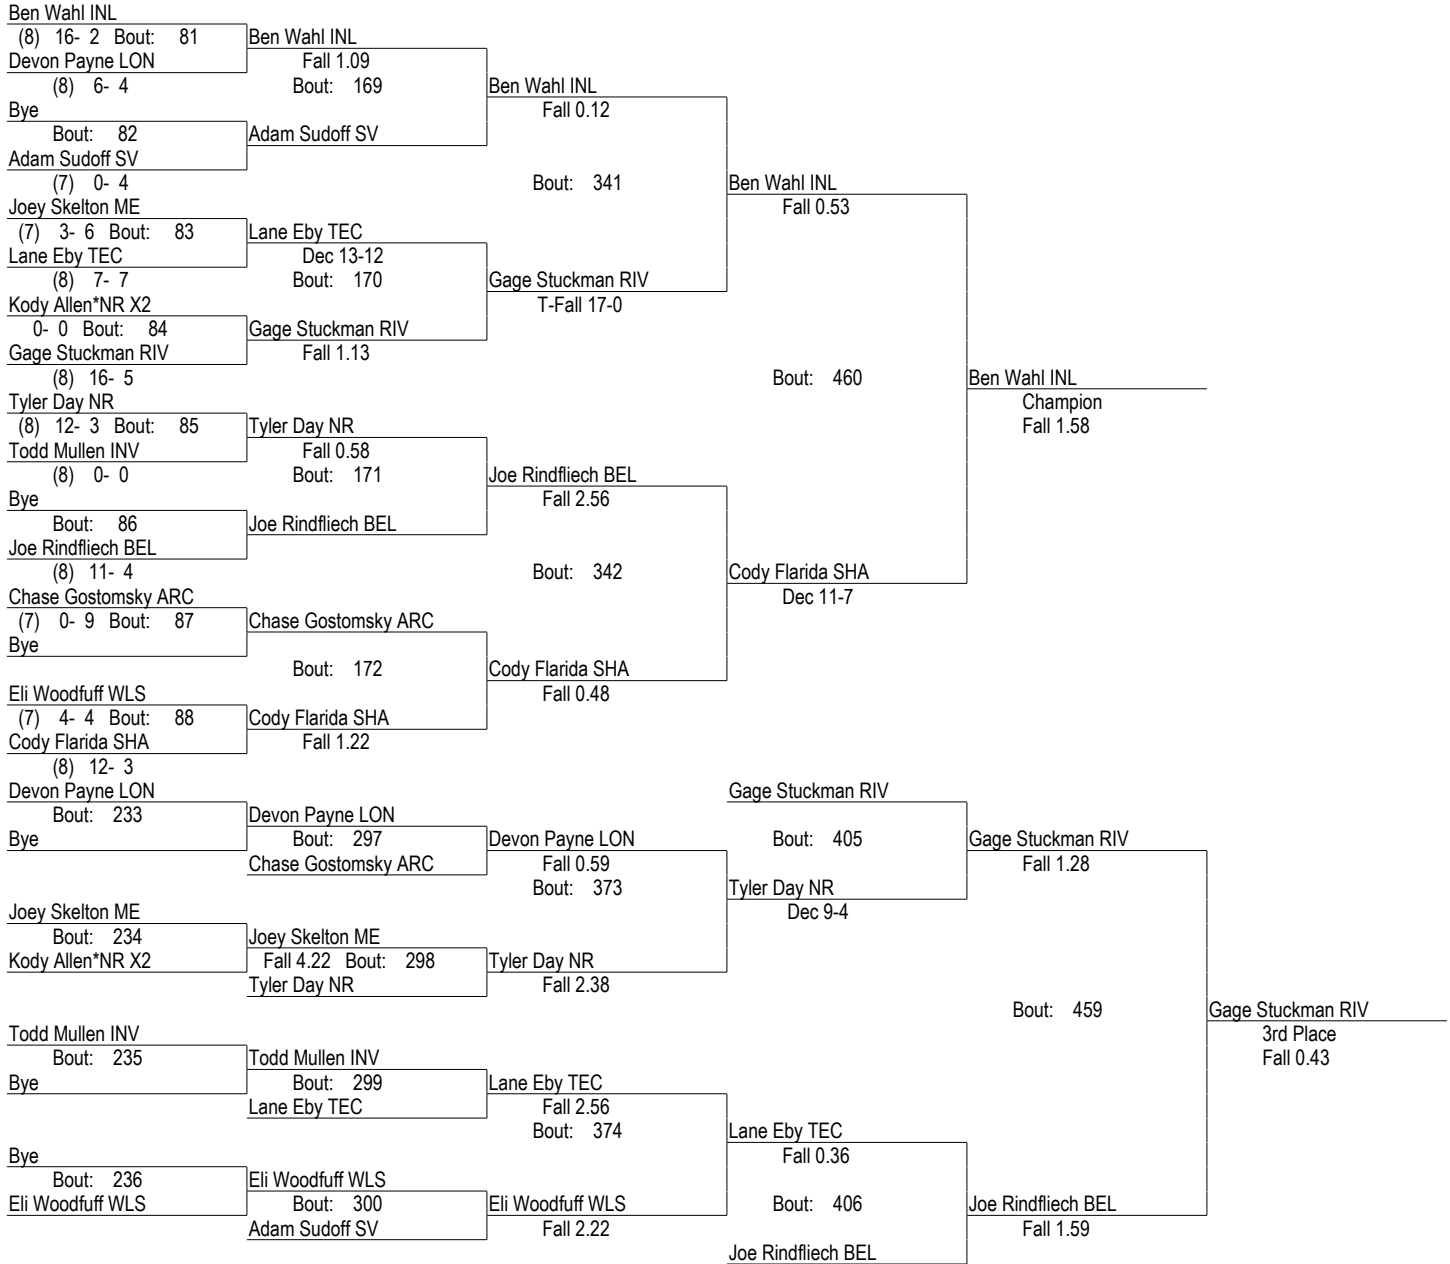 Ben Wahl INL
(8) 16- 2 Bout: 81 Ben Wahl INL
Devon Payne LON Fall 1.09
(8) 6- 4 Bout: 169 Ben Wahl INL
Bye Fall 0.12
Bout: 82 Adam Sudoff SV
Adam Sudoff SV
(7) 0- 4 Bout: 341 Ben Wahl INL
Joey Skelton ME Fall 0.53
(7) 3- 6 Bout: 83 Lane Eby TEC
Lane Eby TEC Dec 13-12
(8) 7- 7 Bout: 170 Gage Stuckman RIV
Kody Allen*NR X2 T-Fall 17-0
0- 0 Bout: 84 Gage Stuckman RIV
Gage Stuckman RIV Fall 1.13
(8) 16- 5 Bout: 460 Ben Wahl INL
Tyler Day NR Champion
(8) 12- 3 Bout: 85 Tyler Day NR Fall 1.58
Todd Mullen INV Fall 0.58
(8) 0- 0 Bout: 171 Joe Rindfliech BEL
Bye Fall 2.56
Bout: 86 Joe Rindfliech BEL
Joe Rindfliech BEL
(8) 11- 4 Bout: 342 Cody Flarida SHA
Chase Gostomsky ARC Dec 11-7
(7) 0- 9 Bout: 87 Chase Gostomsky ARC
Bye
Bout: 172 Cody Flarida SHA
Eli Woodfuff WLS Fall 0.48
(7) 4- 4 Bout: 88 Cody Flarida SHA
Cody Flarida SHA Fall 1.22
(8) 12- 3
Devon Payne LON Gage Stuckman RIV
Bout: 233 Devon Payne LON
Bye Bout: 297 Devon Payne LON Bout: 405 Gage Stuckman RIV
Chase Gostomsky ARC Fall 0.59 Fall 1.28
Bout: 373 Tyler Day NR
Joey Skelton ME Dec 9-4
Bout: 234 Joey Skelton ME
Kody Allen*NR X2 Fall 4.22 Bout: 298 Tyler Day NR
Tyler Day NR Fall 2.38
Bout: 459 Gage Stuckman RIV
Todd Mullen INV 3rd Place
Bout: 235 Todd Mullen INV Fall 0.43
Bye Bout: 299 Lane Eby TEC
Lane Eby TEC Fall 2.56
Bout: 374 Lane Eby TEC
Bye Fall 0.36
Bout: 236 Eli Woodfuff WLS
Eli Woodfuff WLS Bout: 300 Eli Woodfuff WLS Bout: 406 Joe Rindfliech BEL
Adam Sudoff SV Fall 2.22 Fall 1.59
Joe Rindfliech BEL